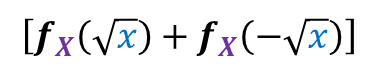 [f_X(√x) + f_X(−√x)]